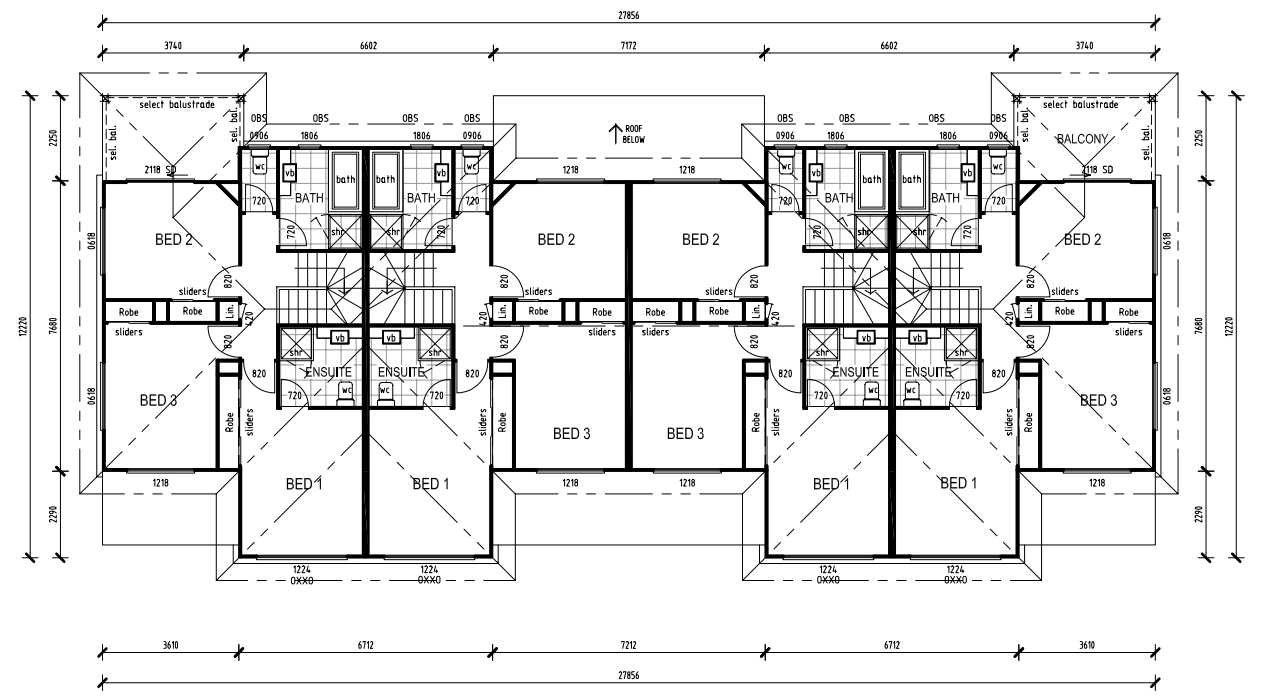 27856
3740 6602 7172 6602 3740
select balustrade
select balustrade
OBS OBS OBS OBS OBS OBS OBS OBS
0906 1806 1806 0906 0906 1806 1806 0906
ROOF
BELOW
sel. bal. sel. bal. sel. bal. sel. bal.
BALCONY
2250 2250
wc vb bath bath vb wc wc vb bath bath vb wc
2118 SD 1218 1218 2118 SD
720 BATH BATH 720 720 BATH BATH 720
720 shr shr 720 720 shr shr 720
0618 BED 2 BED 2 BED 2 BED 2 0618
820 820 820 820
sliders sliders sliders sliders
Robe Robe Lin. Lin. Robe Robe Robe Robe Lin. Lin. Robe Robe
420 420 420 420
sliders sliders sliders sliders
12220 7680 7680 12220
820 vb vb vb vb 820
shr shr shr shr
820 ENSUITE ENSUITE 820 820 ENSUITE ENSUITE 820
720 wc wc 720 720 wc wc 720
0618 BED 3 BED 3 0618
Robe sliders sliders Robe Robe sliders sliders Robe
BED 3 BED 3
1218 BED 1 BED 1 1218 1218 BED 1 BED 1 1218
2290 2290
1224 1224 1224 1224
OXXO OXXO OXXO OXXO
3610 6712 7212 6712 3610
27856